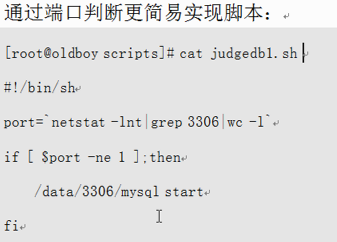 通过端口判断更简易实现脚本：
[root@oldboy scripts]# cat judgedb1.sh
#!/bin/sh
port=`netstat -lnt|grep 3306|wc -l`
if [ $port -ne 1 ];then
    /data/3306/mysql start
fi